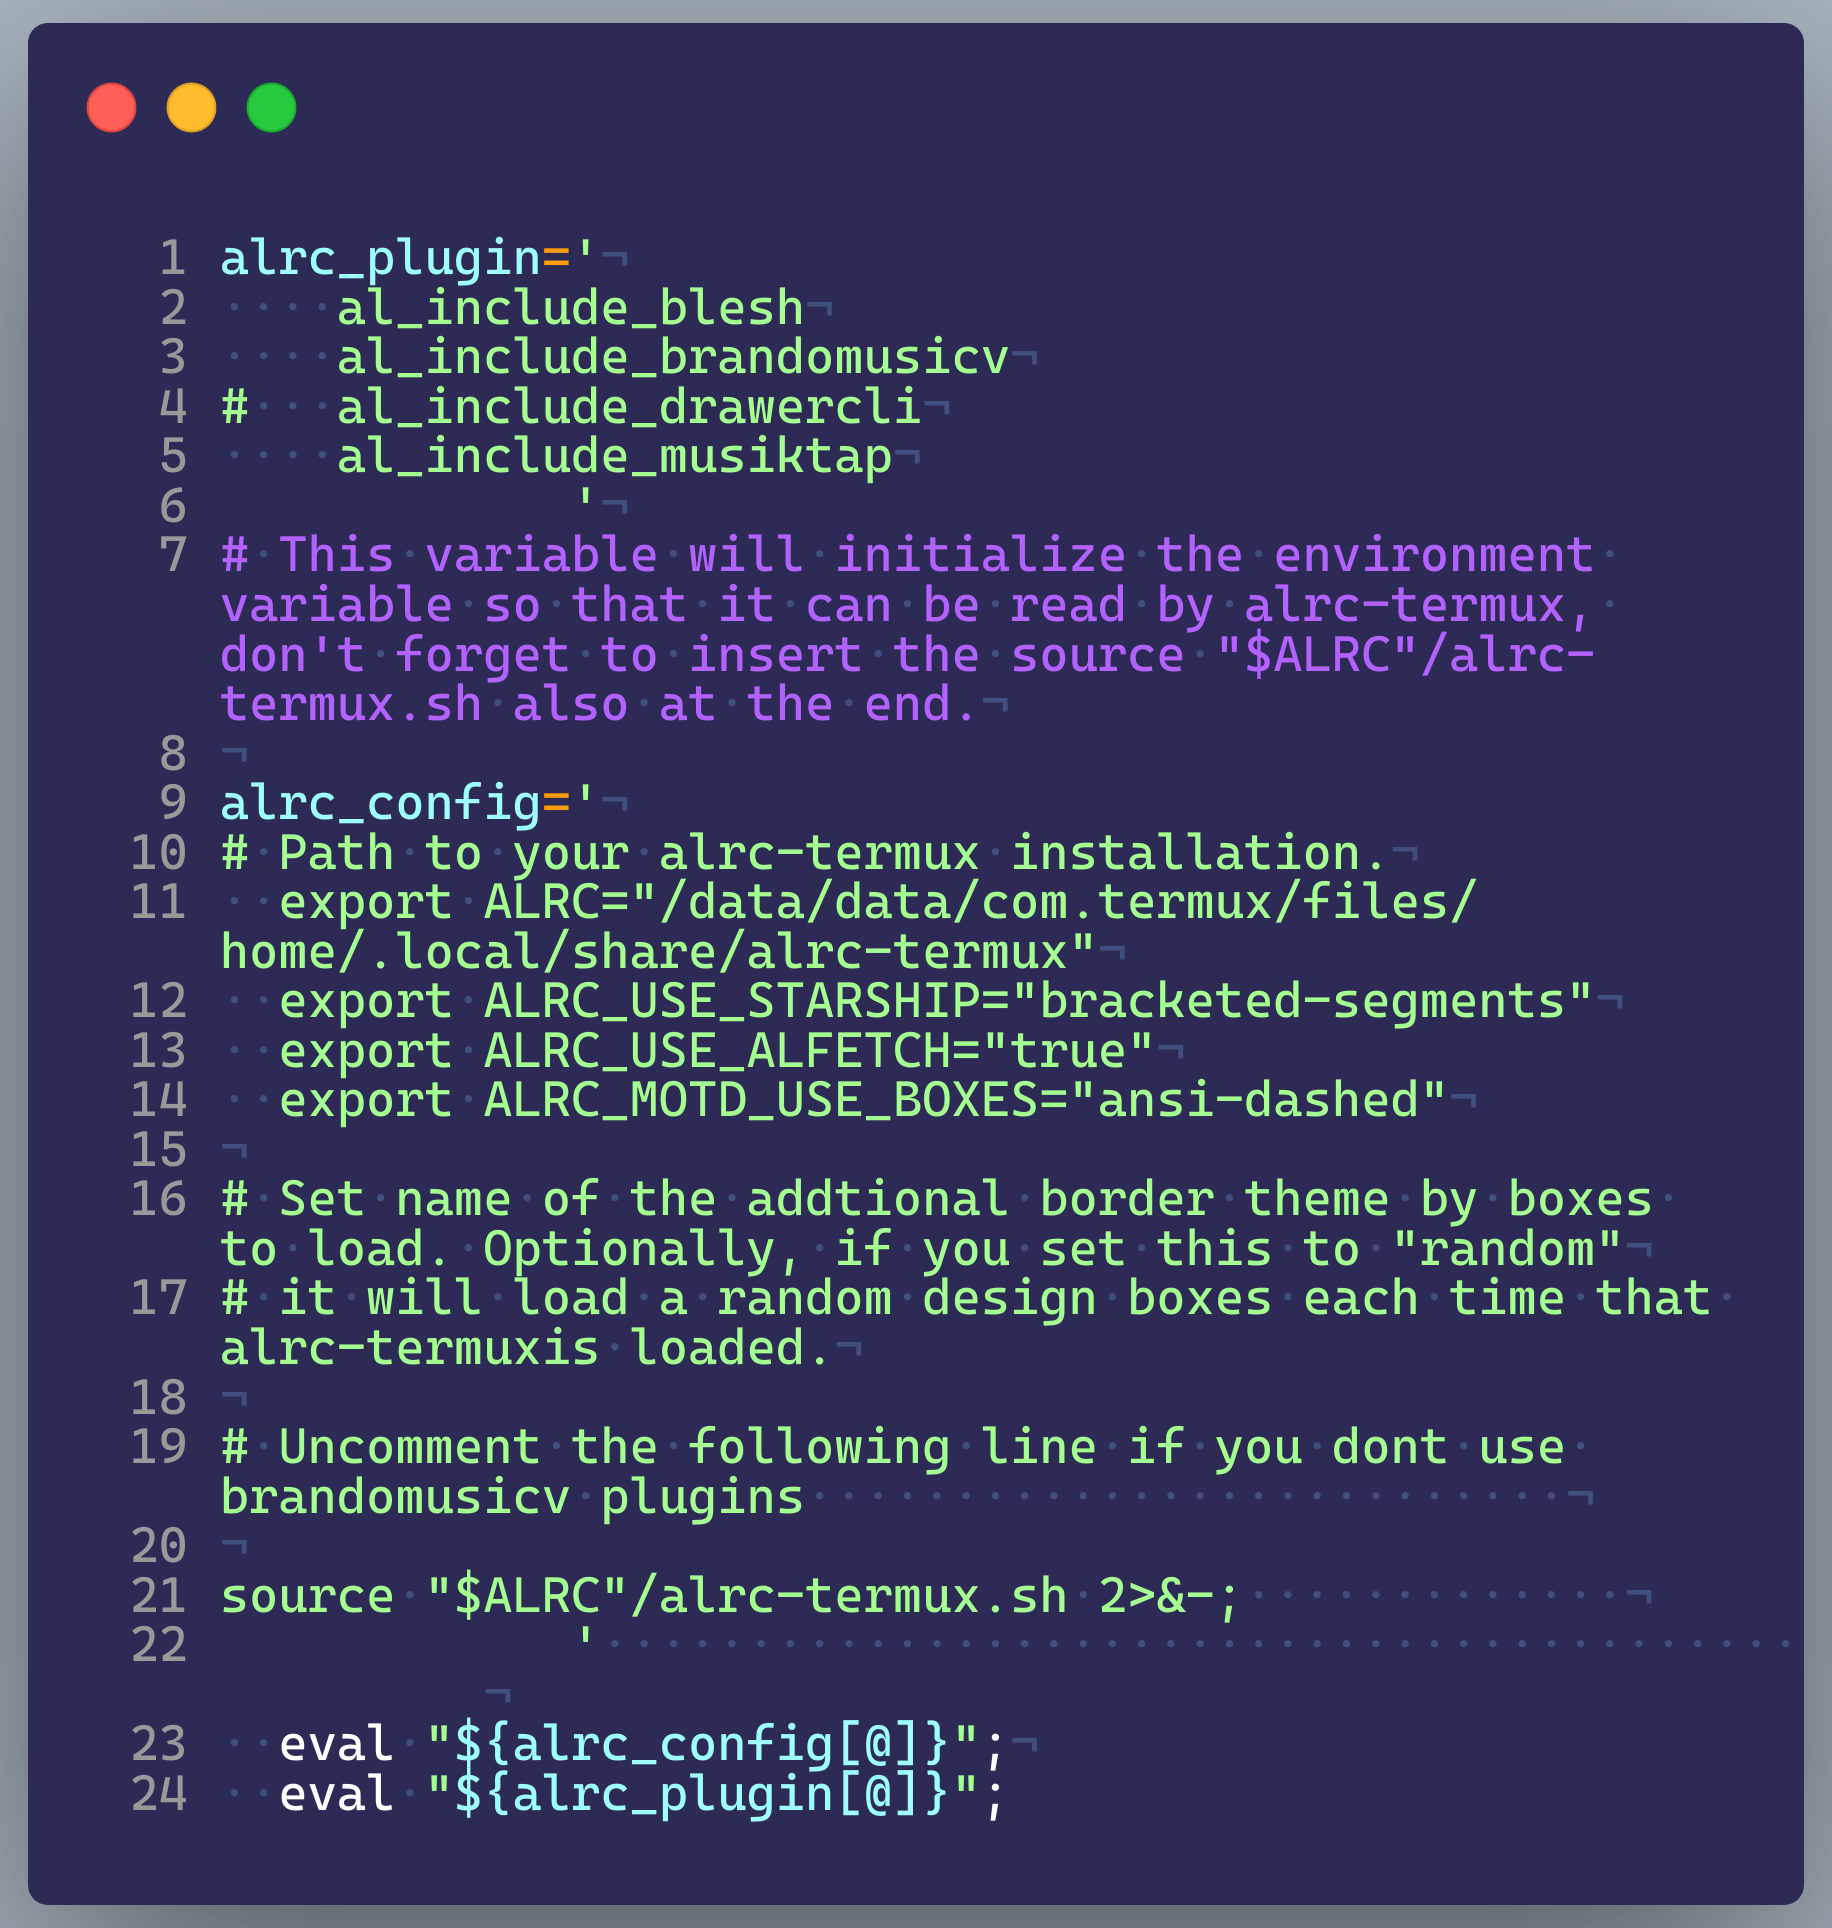 1 alrc_plugin='¬
2 ····al_include_blesh¬
3 ····al_include_brandomusicv¬
4 #···al_include_drawercli¬
5 ····al_include_musiktap¬
6 '¬
7 #·This·variable·will·initialize·the·environment·
variable·so·that·it·can·be·read·by·alrc-termux,·
don't·forget·to·insert·the·source·"$ALRC"/alrc-
termux.sh·also·at·the·end.¬
8 ¬
9 alrc_config='¬
10 #·Path·to·your·alrc-termux·installation.¬
11 ··export·ALRC="/data/data/com.termux/files/
home/.local/share/alrc-termux"¬
12 ··export·ALRC_USE_STARSHIP="bracketed-segments"¬
13 ··export·ALRC_USE_ALFETCH="true"¬
14 ··export·ALRC_MOTD_USE_BOXES="ansi-dashed"¬
15 ¬
16 #·Set·name·of·the·addtional·border·theme·by·boxes·
to·load.·Optionally,·if·you·set·this·to·"random"¬
17 #·it·will·load·a·random·design·boxes·each·time·that·
alrc-termuxis·loaded.¬
18 ¬
19 #·Uncomment·the·following·line·if·you·dont·use·
brandomusicv·plugins··························¬
20 ¬
21 source·"$ALRC"/alrc-termux.sh·2>&-;·············¬
22 '·········································
¬
23 ··eval·"${alrc_config[@]}";¬
24 ··eval·"${alrc_plugin[@]}";